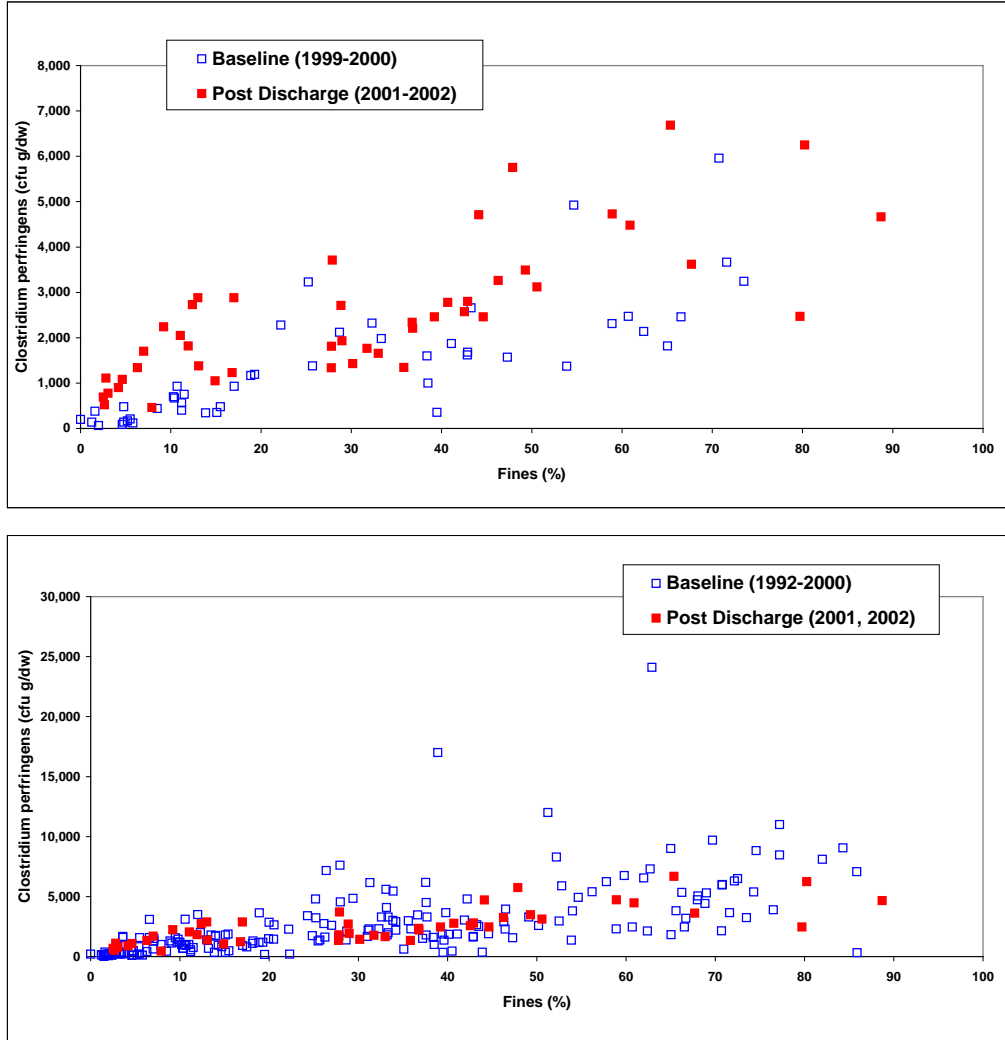 Baseline (1999-2000)
Post Discharge (2001-2002)
Clostridium perfringens (cfu g/dw)
8,000
7,000
6,000
5,000
4,000
3,000
2,000
1,000
0
0 10 20 30 40 50 60 70 80 90 100
Fines (%)
Baseline (1992-2000)
Post Discharge (2001, 2002)
Clostridium perfringens (cfu g/dw)
30,000
25,000
20,000
15,000
10,000
5,000
0
0 10 20 30 40 50 60 70 80 90 100
Fines (%)